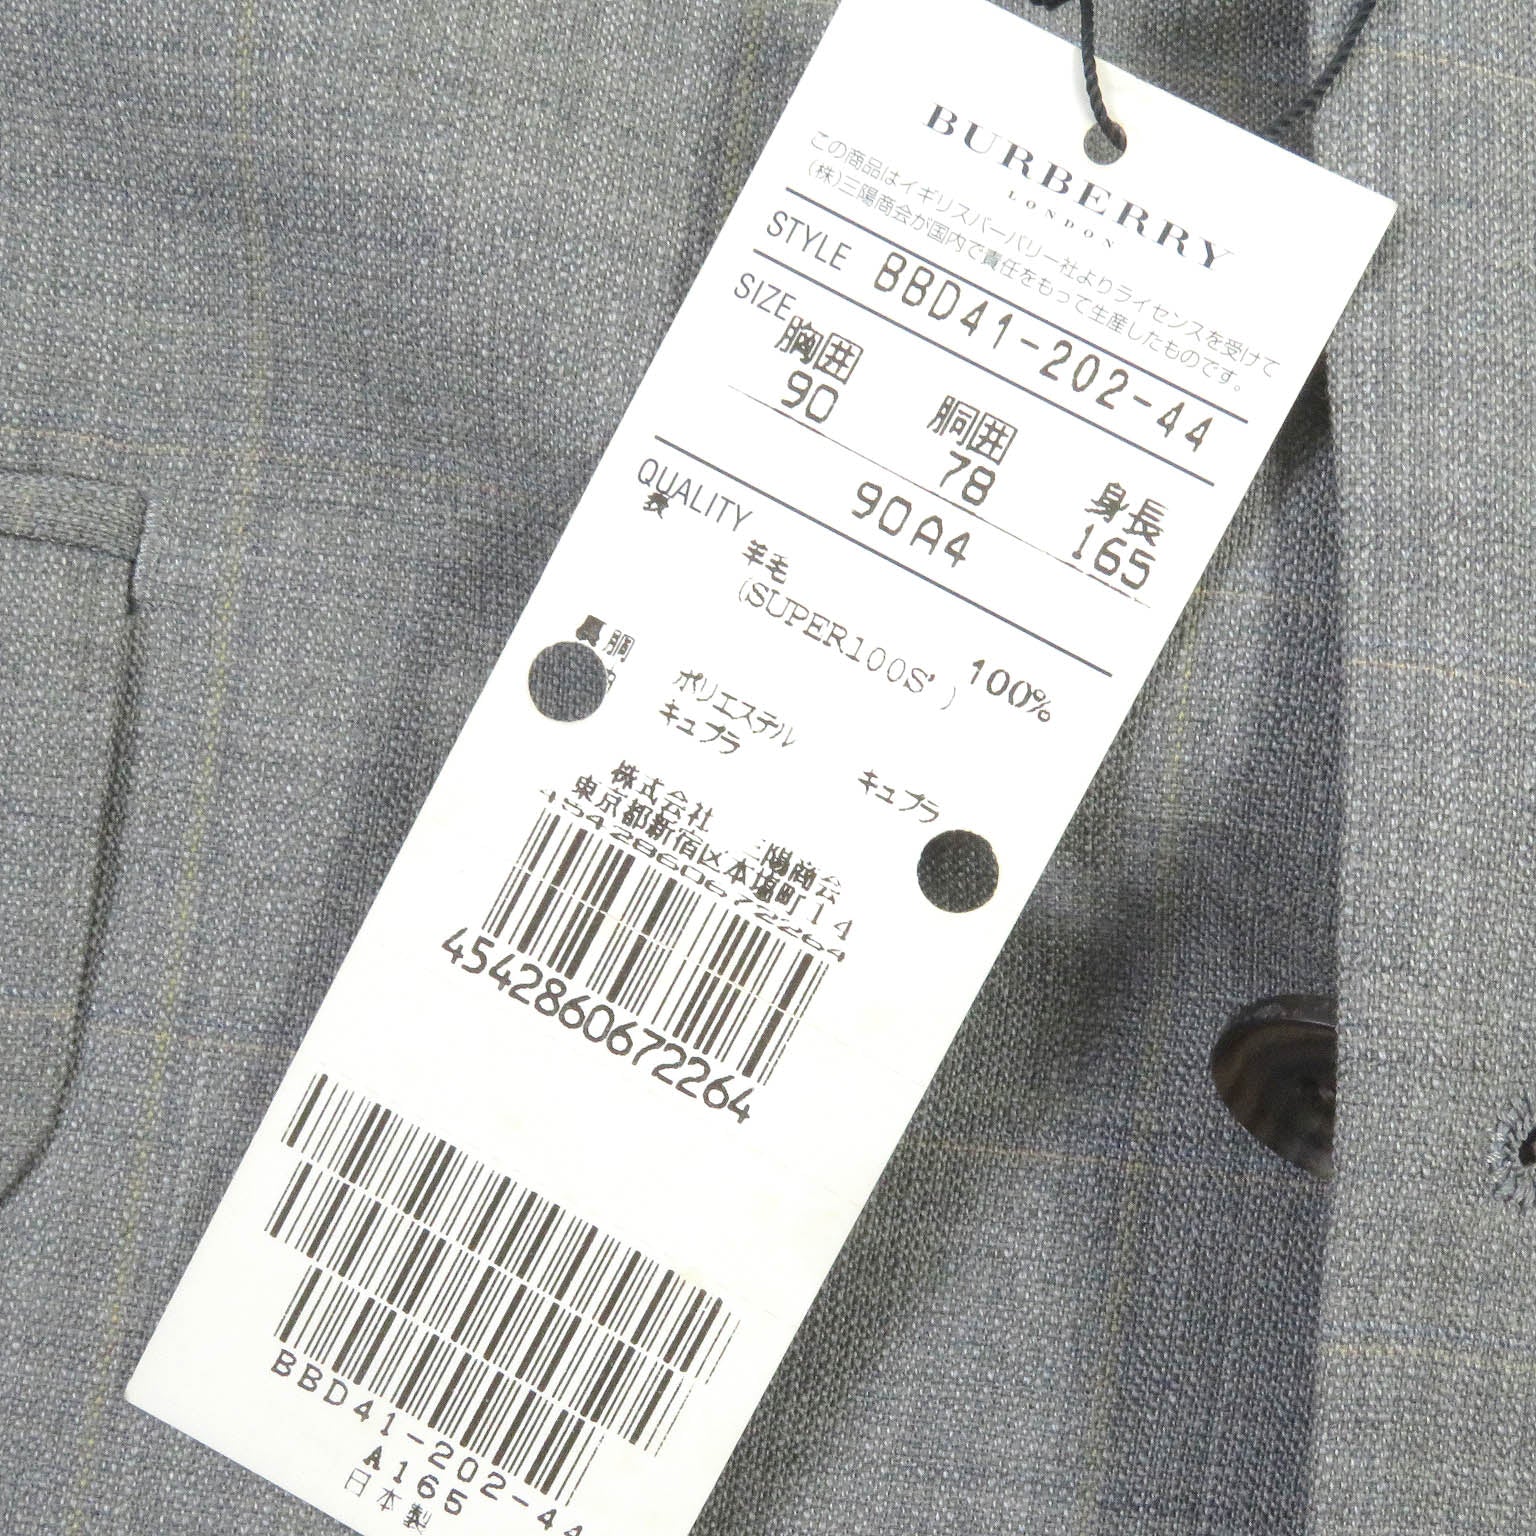 BURBERRY
LONDON
この商品はイギリスバーバリー社よりライセンスを受けて
(株)三陽商会が国内で責任をもって生産したものです。
STYLE BBD41-202-44
SIZE
胸囲 胴囲 身長
90 78 165
90A4
QUALITY
表
羊毛 100%
(SUPER100S')
裏 胴 ポリエステル キュプラ
キュプラ
株式会社 三陽商会
東京都新宿区本塩町14
4542860672264
4542860672264
BBD41-202-44
A165
日本製